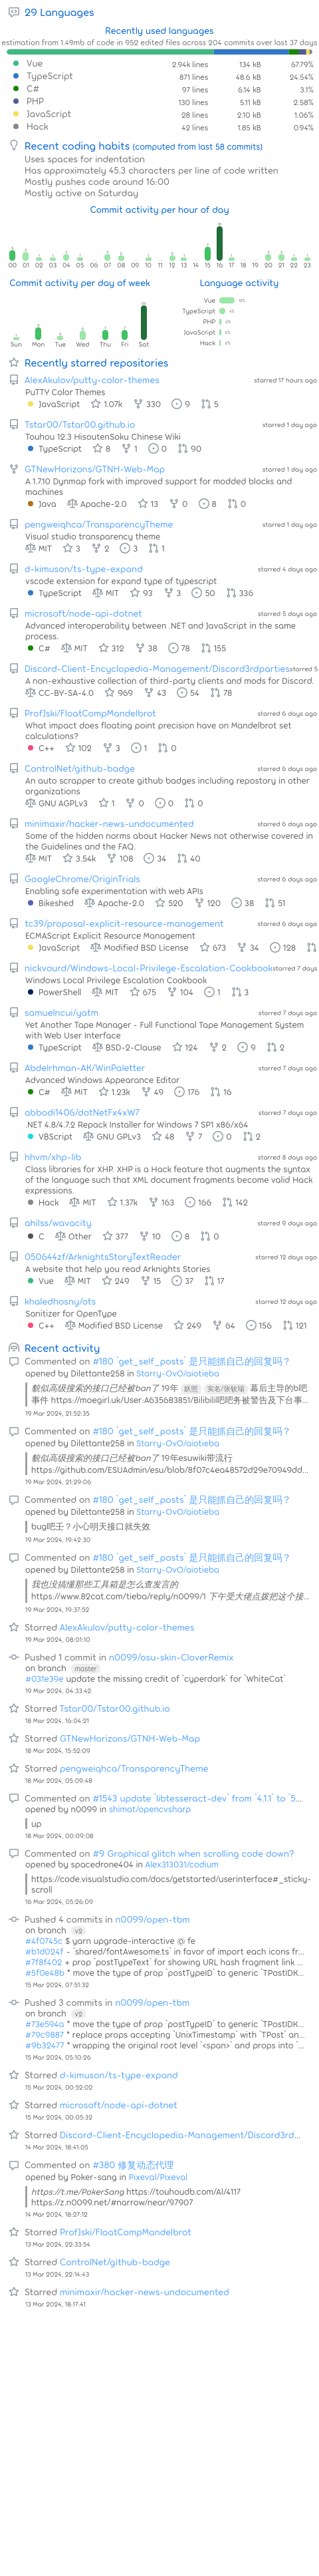 29 Languages
Recently used languages
estimation from 1.49mb of code in 952 edited files across 204 commits over last 37 days
Vue 2.94k lines 134 kB 67.79%
TypeScript 871 lines 48.6 kB 24.54%
C# 97 lines 6.14 kB 3.1%
PHP 130 lines 5.11 kB 2.58%
JavaScript 28 lines 2.10 kB 1.06%
Hack 42 lines 1.85 kB 0.94%
Recent coding habits (computed from last 58 commits)
Uses spaces for indentation
Has approximately 45.3 characters per line of code written
Mostly pushes code around 16:00
Mostly active on Saturday
Commit activity per hour of day
00 01 02 03 04 05 06 07 08 09 10 11 12 13 14 15 16 17 18 19 20 21 22 23
Commit activity per day of week
Sun Mon Tue Wed Thu Fri Sat
Language activity
Vue
TypeScript
PHP
JavaScript
Hack
Recently starred repositories
AlexAkulov/putty-color-themes starred 17 hours ago
PuTTY Color Themes
JavaScript 1.07k 330 9 5
Tstar00/Tstar00.github.io starred 1 day ago
Touhou 12.3 HisoutenSoku Chinese Wiki
TypeScript 8 1 0 90
GTNewHorizons/GTNH-Web-Map starred 1 day ago
A 1.7.10 Dynmap fork with improved support for modded blocks and
machines
Java Apache-2.0 13 0 8 0
pengweiqhca/TransparencyTheme starred 1 day ago
Visual studio transparency theme
MIT 3 2 3 1
d-kimuson/ts-type-expand starred 4 days ago
vscode extension for expand type of typescript
TypeScript MIT 93 3 50 336
microsoft/node-api-dotnet starred 5 days ago
Advanced interoperability between .NET and JavaScript in the same
process.
C# MIT 312 38 78 155
Discord-Client-Encyclopedia-Management/Discord3rdparties starred 5
A non-exhaustive collection of third-party clients and mods for Discord.
CC-BY-SA-4.0 969 43 54 78
ProfJski/FloatCompMandelbrot starred 6 days ago
What impact does floating point precision have on Mandelbrot set
calculations?
C++ 102 3 1 0
ControlNet/github-badge starred 6 days ago
An auto scrapper to create github badges including repository in other
organizations
GNU AGPLv3 1 0 0 0
minimaxir/hacker-news-undocumented starred 6 days ago
Some of the hidden norms about Hacker News not otherwise covered in
the Guidelines and the FAQ.
MIT 3.54k 108 34 40
GoogleChrome/OriginTrials starred 6 days ago
Enabling safe experimentation with web APIs
Bikeshed Apache-2.0 520 120 38 51
tc39/proposal-explicit-resource-management starred 6 days ago
ECMAScript Explicit Resource Management
JavaScript Modified BSD License 673 34 128
nickvourd/Windows-Local-Privilege-Escalation-Cookbook starred 7 days
Windows Local Privilege Escalation Cookbook
PowerShell MIT 675 104 1 3
samuelncui/yatm starred 7 days ago
Yet Another Tape Manager - Full Functional Tape Management System
with Web User Interface
TypeScript BSD-2-Clause 124 2 9 2
Abdelrhman-AK/WinPaletter starred 7 days ago
Advanced Windows Appearance Editor
C# MIT 1.23k 49 176 16
abbodi1406/dotNetFx4xW7 starred 7 days ago
.NET 4.8/4.7.2 Repack Installer for Windows 7 SP1 x86/x64
VBScript GNU GPLv3 48 7 0 2
hhvm/xhp-lib starred 8 days ago
Class libraries for XHP. XHP is a Hack feature that augments the syntax
of the language such that XML document fragments become valid Hack
expressions.
Hack MIT 1.37k 163 166 142
ahilss/wavacity starred 9 days ago
C Other 377 10 8 0
050644zf/ArknightsStoryTextReader starred 12 days ago
A website that help you read Arknights Stories
Vue MIT 249 15 37 17
khaledhosny/ots starred 12 days ago
Sanitizer for OpenType
C++ Modified BSD License 249 64 156 121
Recent activity
Commented on #180 `get_self_posts` 是只能抓自己的回复吗？
opened by Dilettante258 in Starry-OvO/aiotieba
貌似高级搜索的接口已经被ban了 19年 妖照 实名/张钦瑞 幕后主导的b吧
事件 https://moegirl.uk/User:A635683851/Bilibili吧吧务被警告及下台事...
19 Mar 2024, 21:52:35
Commented on #180 `get_self_posts` 是只能抓自己的回复吗？
opened by Dilettante258 in Starry-OvO/aiotieba
貌似高级搜索的接口已经被ban了 19年esuwiki带流行
https://github.com/ESUAdmin/esu/blob/8f07c4e048572d29e70949dd...
19 Mar 2024, 21:29:06
Commented on #180 `get_self_posts` 是只能抓自己的回复吗？
opened by Dilettante258 in Starry-OvO/aiotieba
bug吧王？小心明天接口就失效
19 Mar 2024, 19:42:30
Commented on #180 `get_self_posts` 是只能抓自己的回复吗？
opened by Dilettante258 in Starry-OvO/aiotieba
我也没搞懂那些工具箱是怎么查发言的
https://www.82cat.com/tieba/reply/n0099/1 下午受大佬点拨把这个接...
19 Mar 2024, 19:37:52
Starred AlexAkulov/putty-color-themes
19 Mar 2024, 08:01:10
Pushed 1 commit in n0099/osu-skin-CloverRemix
on branch master
#031e39e update the missing credit of `cyperdark` for `WhiteCat`
19 Mar 2024, 04:33:42
Starred Tstar00/Tstar00.github.io
18 Mar 2024, 16:04:21
Starred GTNewHorizons/GTNH-Web-Map
18 Mar 2024, 15:52:09
Starred pengweiqhca/TransparencyTheme
18 Mar 2024, 05:09:48
Commented on #1543 update `libtesseract-dev` from `4.1.1` to `5...
opened by n0099 in shimat/opencvsharp
up
18 Mar 2024, 00:09:08
Commented on #9 Graphical glitch when scrolling code down?
opened by spacedrone404 in Alex313031/codium
https://code.visualstudio.com/docs/getstarted/userinterface#_sticky-
scroll
16 Mar 2024, 05:26:09
Pushed 4 commits in n0099/open-tbm
on branch v2
#4f0745c $ yarn upgrade-interactive @ fe
#b1d024f - `shared/fontAwesome.ts` in favor of import each icons fr...
#7f8f402 + prop `postTypeText` for showing URL hash fragment link ...
#5f0e48b * move the type of prop `postTypeID` to generic `TPostIDK...
15 Mar 2024, 07:51:32
Pushed 3 commits in n0099/open-tbm
on branch v2
#73e594a * move the type of prop `postTypeID` to generic `TPostIDK...
#79c9887 * replace props accepting `UnixTimestamp` with `TPost` an...
#9b32477 * wrapping the original root level `<span>` and props into `...
15 Mar 2024, 05:10:26
Starred d-kimuson/ts-type-expand
15 Mar 2024, 00:52:02
Starred microsoft/node-api-dotnet
15 Mar 2024, 00:05:32
Starred Discord-Client-Encyclopedia-Management/Discord3rd...
14 Mar 2024, 18:41:05
Commented on #380 修复动态代理
opened by Poker-sang in Pixeval/Pixeval
https://t.me/PokerSang https://touhoudb.com/Al/4117
https://z.n0099.net/#narrow/near/97907
14 Mar 2024, 18:27:12
Starred ProfJski/FloatCompMandelbrot
13 Mar 2024, 22:33:54
Starred ControlNet/github-badge
13 Mar 2024, 22:14:43
Starred minimaxir/hacker-news-undocumented
13 Mar 2024, 18:17:41